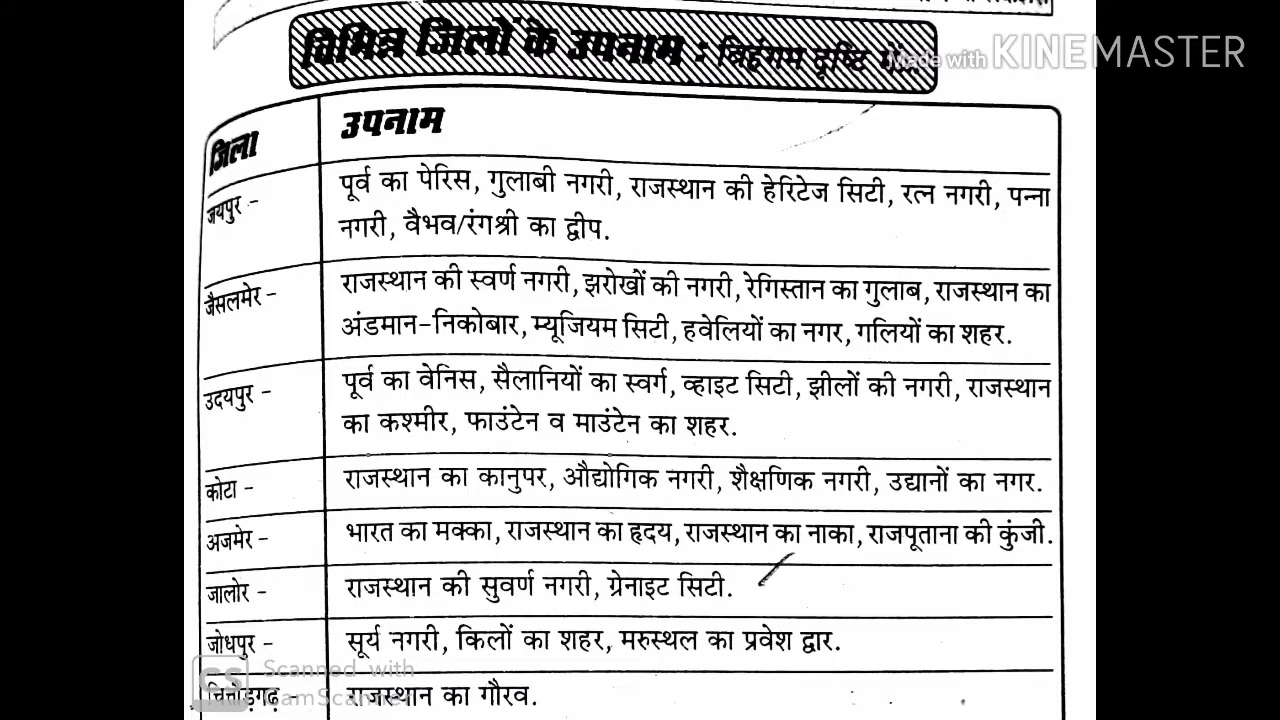 विभिन्न जिलों के उपनाम : विहंगम दृष्टि में...
Made with KINEMASTER
जिला उपनाम
जयपुर - पूर्व का पेरिस, गुलाबी नगरी, राजस्थान की हेरिटेज सिटी, रत्न नगरी, पन्ना
नगरी, वैभव/रंगश्री का द्वीप.
जैसलमेर - राजस्थान की स्वर्ण नगरी, झरोखों की नगरी, रेगिस्तान का गुलाब, राजस्थान का
अंडमान-निकोबार, म्यूजियम सिटी, हवेलियों का नगर, गलियों का शहर.
उदयपुर - पूर्व का वेनिस, सैलानियों का स्वर्ग, व्हाइट सिटी, झीलों की नगरी, राजस्थान
का कश्मीर, फाउंटेन व माउंटेन का शहर.
कोटा - राजस्थान का कानुपर, औद्योगिक नगरी, शैक्षणिक नगरी, उद्यानों का नगर.
अजमेर - भारत का मक्का, राजस्थान का हृदय, राजस्थान का नाका, राजपूताना की कुंजी.
जालोर - राजस्थान की सुवर्ण नगरी, ग्रेनाइट सिटी.
जोधपुर - सूर्य नगरी, किलों का शहर, मरुस्थल का प्रवेश द्वार.
चित्तौड़गढ़ - राजस्थान का गौरव.
CS Scanned with
CamScanner